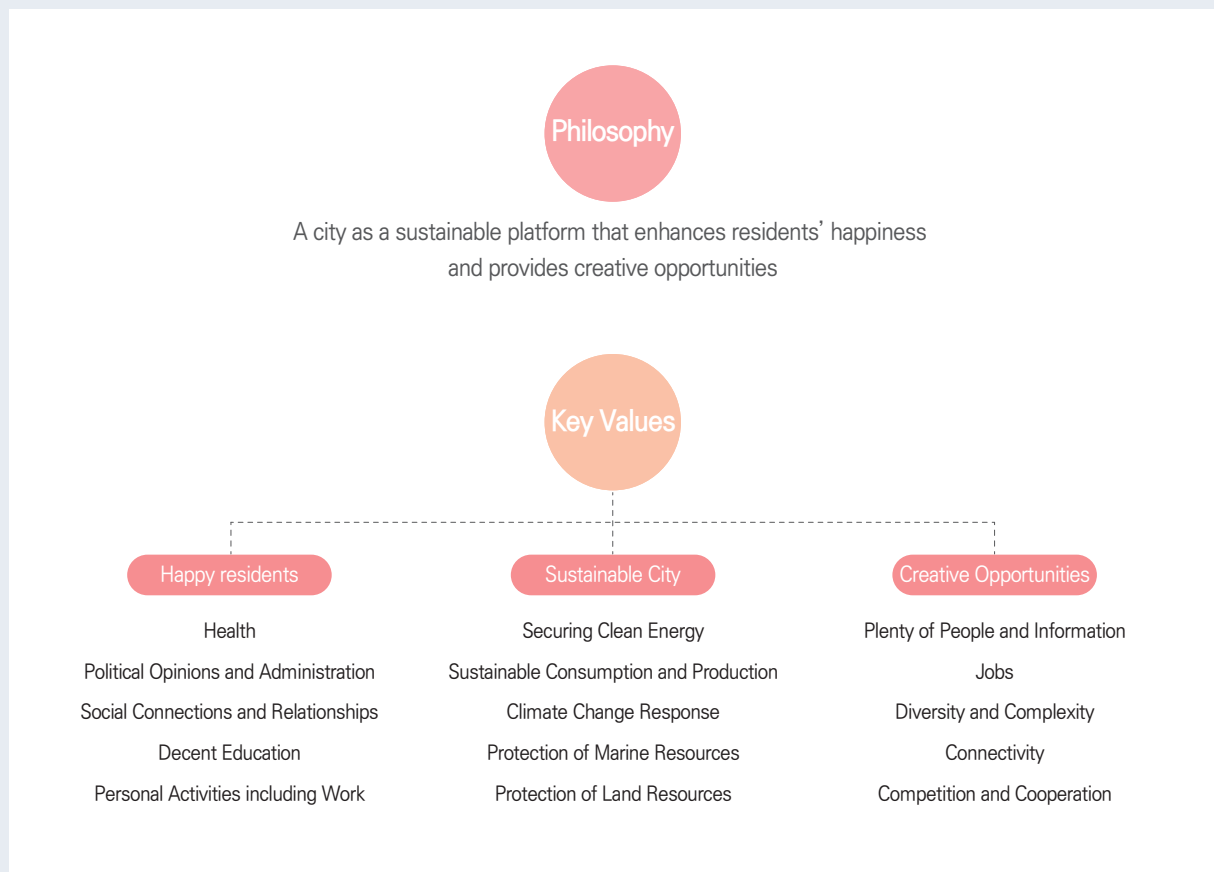 Philosophy
A city as a sustainable platform that enhances residents’ happiness
and provides creative opportunities
Key Values
Happy residents
Health
Political Opinions and Administration
Social Connections and Relationships
Decent Education
Personal Activities including Work
Sustainable City
Securing Clean Energy
Sustainable Consumption and Production
Climate Change Response
Protection of Marine Resources
Protection of Land Resources
Creative Opportunities
Plenty of People and Information
Jobs
Diversity and Complexity
Connectivity
Competition and Cooperation